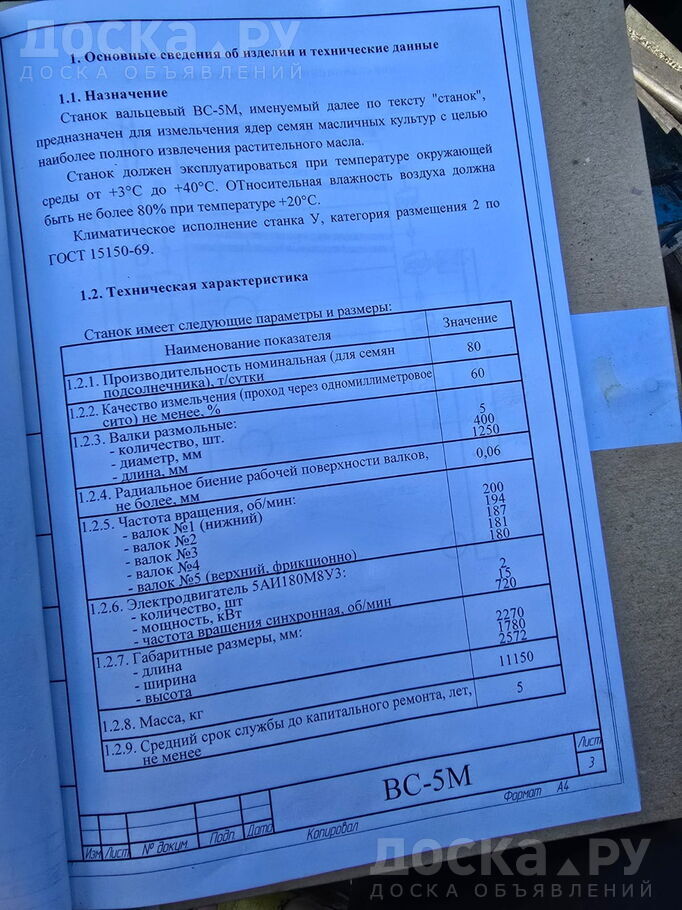 ДОСКА.РУ
ДОСКА ОБЪЯВЛЕНИЙ
1. Основные сведения об изделии и технические данные
1.1. Назначение
Станок вальцевый ВС-5М, именуемый далее по тексту "станок",
предназначен для измельчения ядер семян масличных культур с целью
наиболее полного извлечения растительного масла.
Станок должен эксплуатироваться при температуре окружающей
среды от +3°С до +40°С. ОТносительная влажность воздуха должна
быть не более 80% при температуре +20°С.
Климатическое исполнение станка У, категория размещения 2 по
ГОСТ 15150-69.
1.2. Техническая характеристика
Станок имеет следующие параметры и размеры:
Наименование показателя Значение
1.2.1. Производительность номинальная (для семян 80
подсолнечника), т/сутки
1.2.2. Качество измельчения (проход через одномиллиметровое 60
сито) не менее, %
1.2.3. Валки размольные:
- количество, шт. 5
- диаметр, мм 400
- длина, мм 1250
1.2.4. Радиальное биение рабочей поверхности валков, 0,06
не более, мм
1.2.5. Частота вращения, об/мин:
- валок №1 (нижний) 200
- валок №2 194
- валок №3 187
- валок №4 181
- валок №5 (верхний, фрикционно) 180
1.2.6. Электродвигатель 5АИ180М8У3:
- количество, шт 2
- мощность, кВт 15
- частота вращения синхронная, об/мин 720
1.2.7. Габаритные размеры, мм:
- длина 2270
- ширина 1780
- высота 2572
1.2.8. Масса, кг 11150
1.2.9. Средний срок службы до капитального ремонта, лет, 5
не менее
ВС-5М
Лист
3
Изм Лист № докум. Подп. Дата
Копировал Формат А4
ДОСКА.РУ
ДОСКА ОБЪЯВЛЕНИЙ